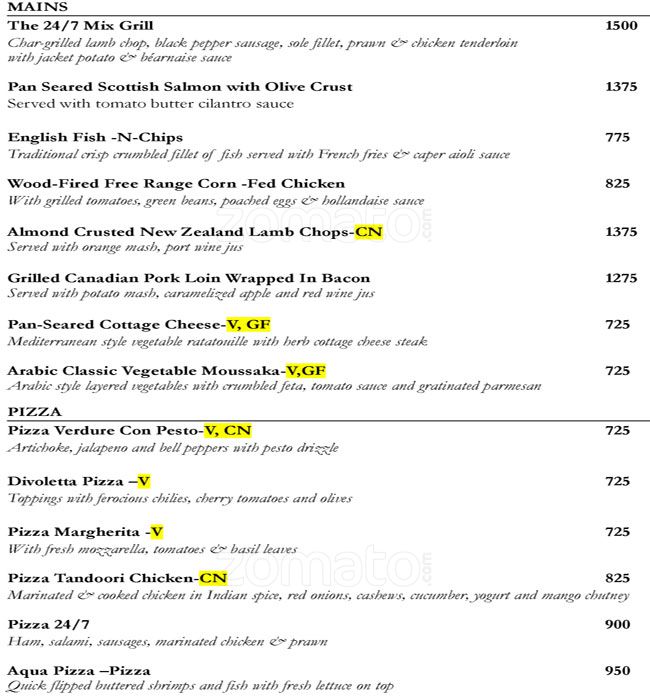 MAINS
The 24/7 Mix Grill 1500
Char-grilled lamb chop, black pepper sausage, sole fillet, prawn & chicken tenderloin
with jacket potato & béarnaise sauce
Pan Seared Scottish Salmon with Olive Crust 1375
Served with tomato butter cilantro sauce
English Fish -N-Chips 775
Traditional crisp crumbled fillet of fish served with French fries & caper aioli sauce
Wood-Fired Free Range Corn -Fed Chicken 825
With grilled tomatoes, green beans, poached eggs & hollandaise sauce
zomato.com
Almond Crusted New Zealand Lamb Chops-CN 1375
Served with orange mash, port wine jus
Grilled Canadian Pork Loin Wrapped In Bacon 1275
Served with potato mash, caramelized apple and red wine jus
Pan-Seared Cottage Cheese-V, GF 725
Mediterranean style vegetable ratatouille with herb cottage cheese steak
Arabic Classic Vegetable Moussaka-V,GF 725
Arabic style layered vegetables with crumbled feta, tomato sauce and gratinated parmesan
PIZZA
Pizza Verdure Con Pesto-V, CN 725
Artichoke, jalapeno and bell peppers with pesto drizzle
Divoletta Pizza –V 725
Toppings with ferocious chilies, cherry tomatoes and olives
Pizza Margherita -V 725
With fresh mozzarella, tomatoes & basil leaves
zomato.com
Pizza Tandoori Chicken-CN 825
Marinated & cooked chicken in Indian spice, red onions, cashews, cucumber, yogurt and mango chutney
Pizza 24/7 900
Ham, salami, sausages, marinated chicken & prawn
Aqua Pizza –Pizza 950
Quick flipped buttered shrimps and fish with fresh lettuce on top